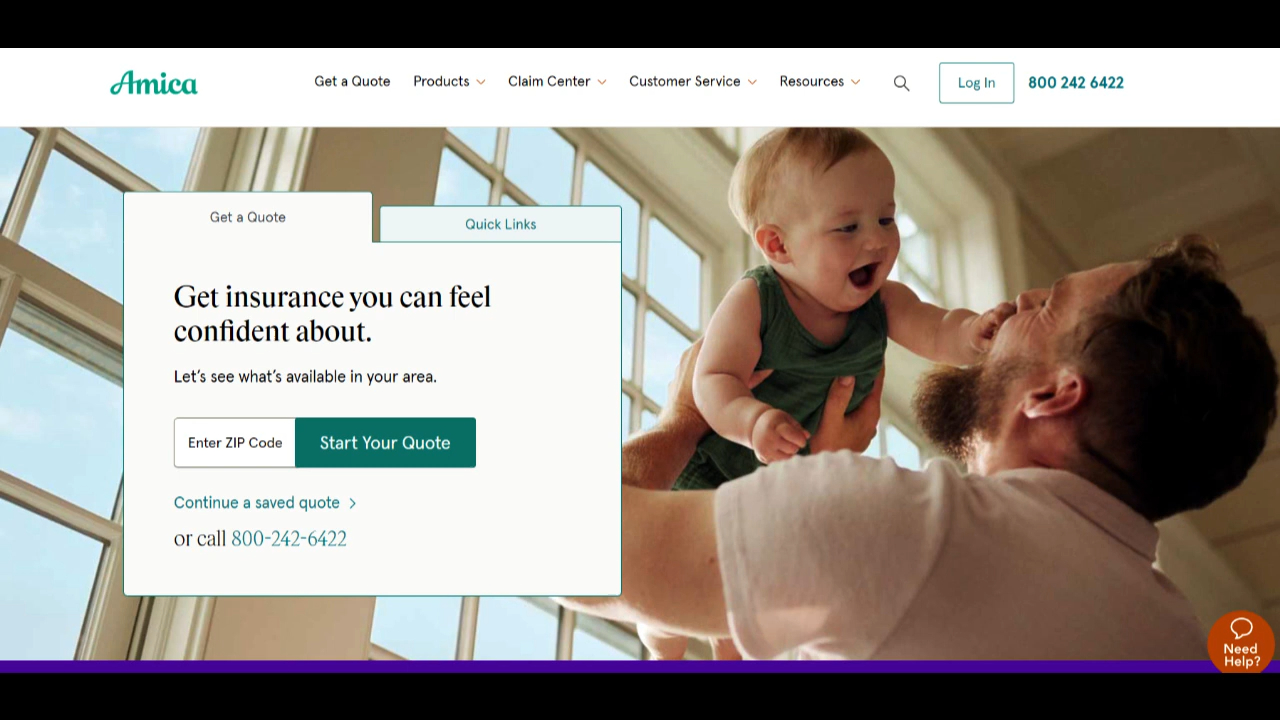 Amica
Get a Quote
Products
Claim Center
Customer Service
Resources
Log In
800 242 6422
Get a Quote
Quick Links
Get insurance you can feel
confident about.
Let's see what's available in your area.
Enter ZIP Code
Start Your Quote
Continue a saved quote
or call 800-242-6422
Need
Help?